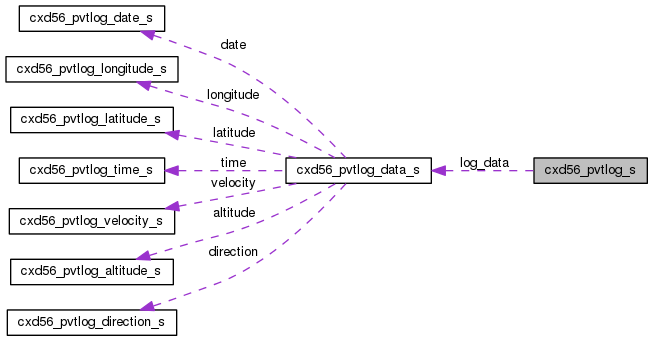 cxd56_pvtlog_date_s
date
cxd56_pvtlog_longitude_s
longitude
cxd56_pvtlog_latitude_s
latitude
cxd56_pvtlog_time_s
time
cxd56_pvtlog_data_s
log_data
cxd56_pvtlog_s
velocity
cxd56_pvtlog_velocity_s
altitude
cxd56_pvtlog_altitude_s
direction
cxd56_pvtlog_direction_s